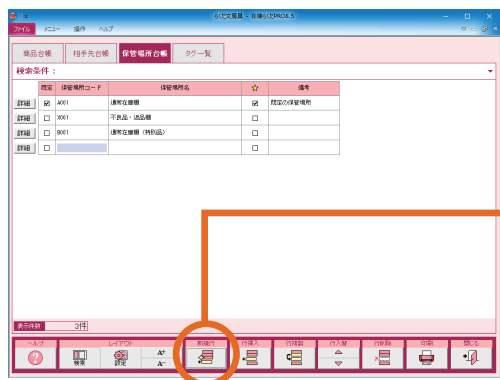 らくだ文房具 - 在庫らくだPRO8.5
ファイル メニュー 操作 ヘルプ
商品台帳 相手先台帳 保管場所台帳 タグ一覧
検索条件：
既定 保管場所コード 保管場所名 ☆ 備考
詳細 A001 通常在庫棚 既定の保管場所
詳細 X001 不良品・返品棚
詳細 B001 通常在庫棚（特別品）
詳細
表示件数 3件
ヘルプ レイアウト 新規行 行挿入 行複製 行入替 行削除 印刷 閉じる
検索 設定 A+
A-